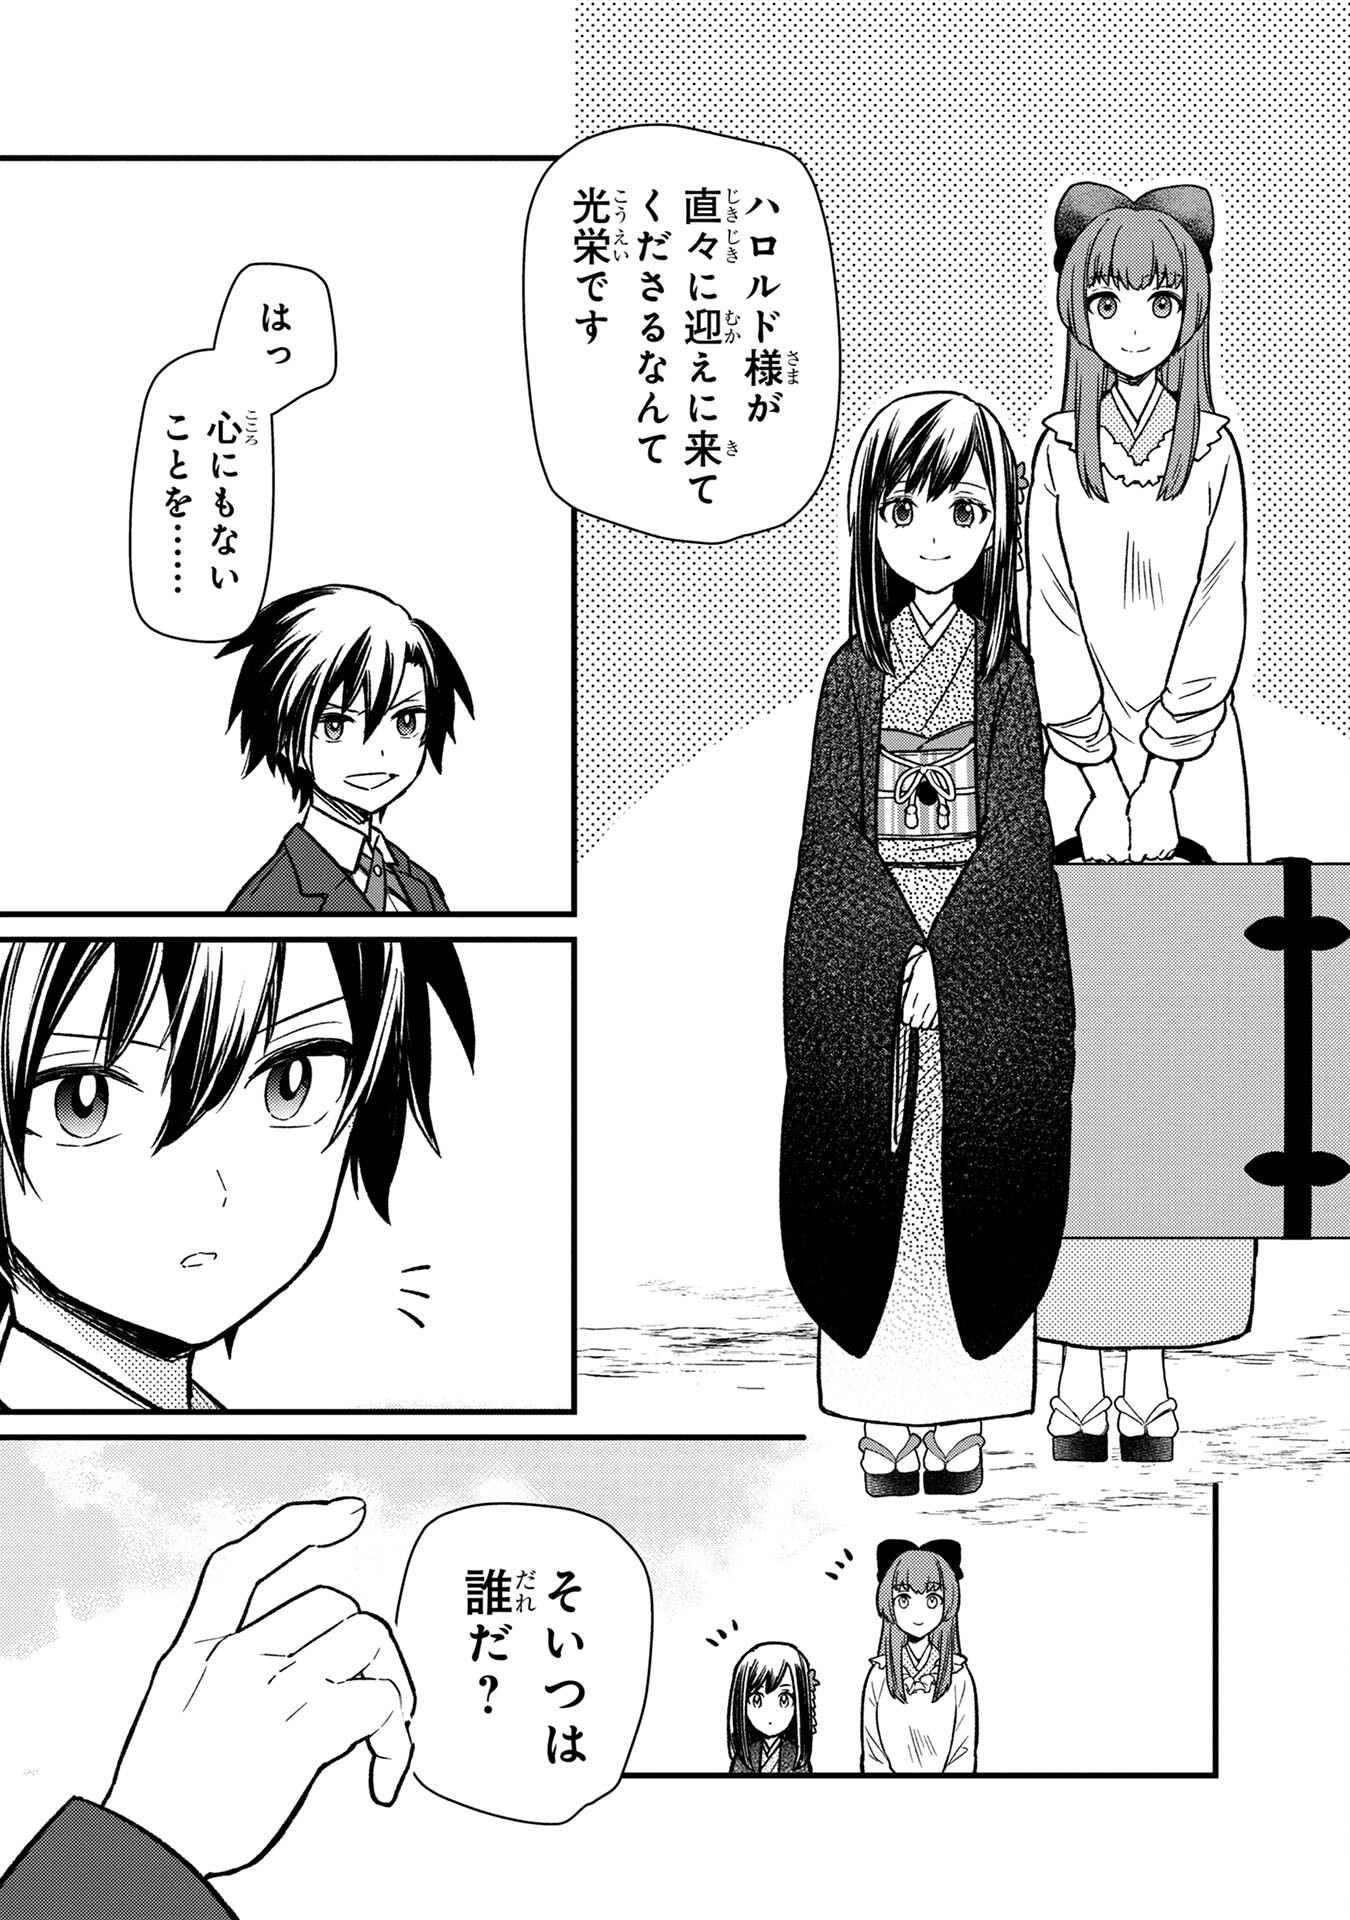 ハロルド様が
直々に迎えに来て
くださるなんて
光栄です
はっ
心にもない
ことを……
そいつは
誰だ？